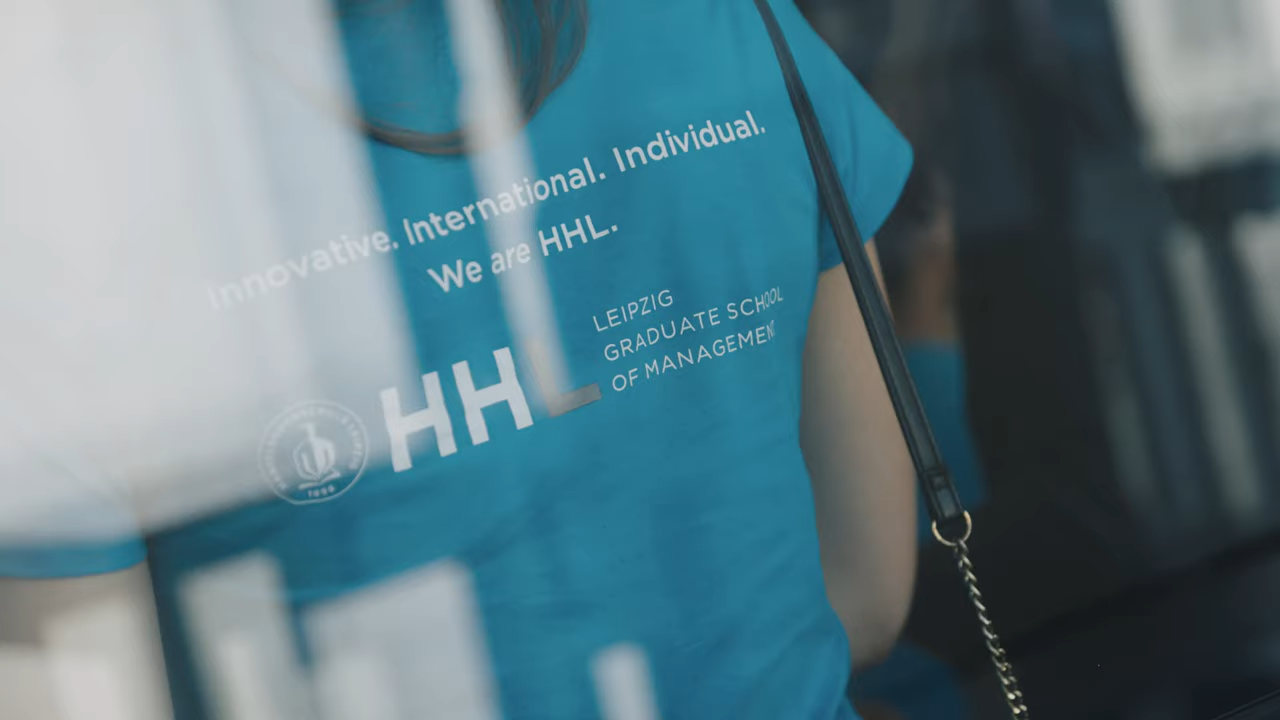 Innovative. International. Individual.
We are HHL.
HHL
LEIPZIG
GRADUATE SCHOOL
OF MANAGEMENT